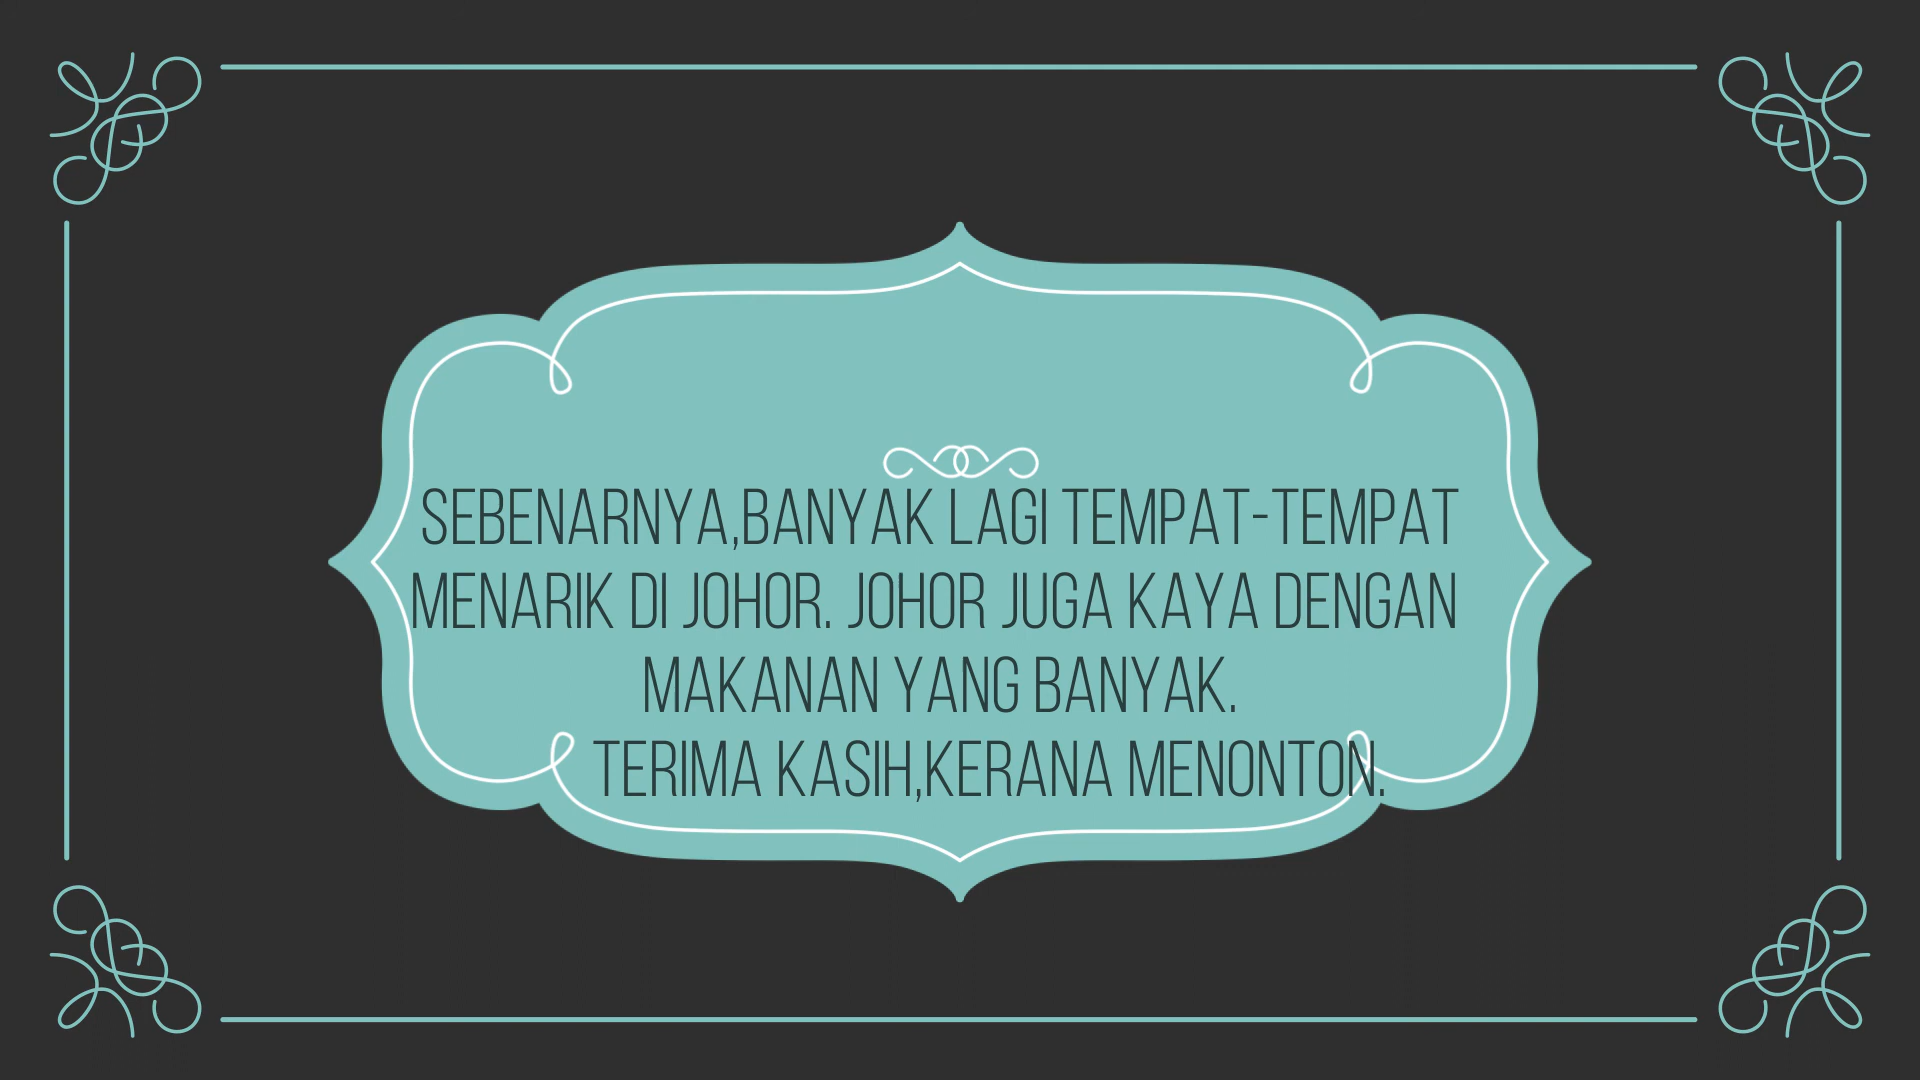 SEBENARNYA,BANYAK LAGI TEMPAT-TEMPAT
MENARIK DI JOHOR. JOHOR JUGA KAYA DENGAN
MAKANAN YANG BANYAK.
TERIMA KASIH,KERANA MENONTON.